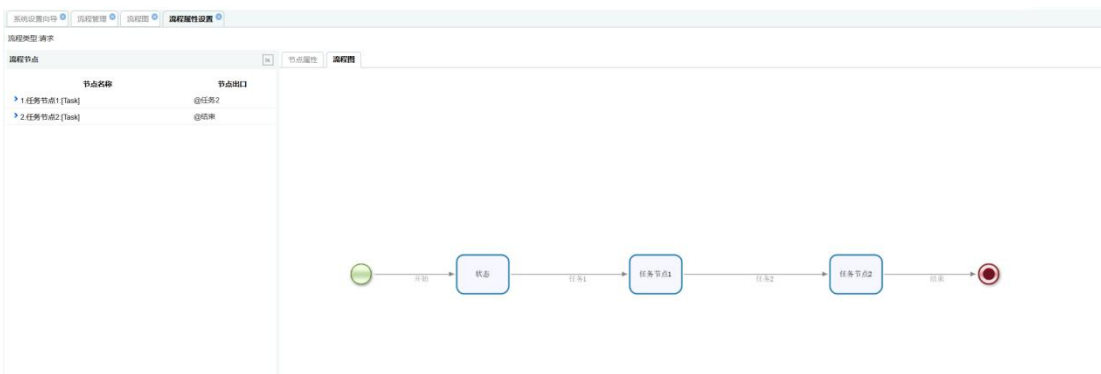 系统设置向导 流程管理 流程图 流程属性设置
流程类型:请求
流程节点
节点属性 流程图
节点名称 节点出口
1.任务节点1:[Task] @任务2
2.任务节点2:[Task] @结束
开始 状态 任务1 任务节点1 任务2 任务节点2 结束